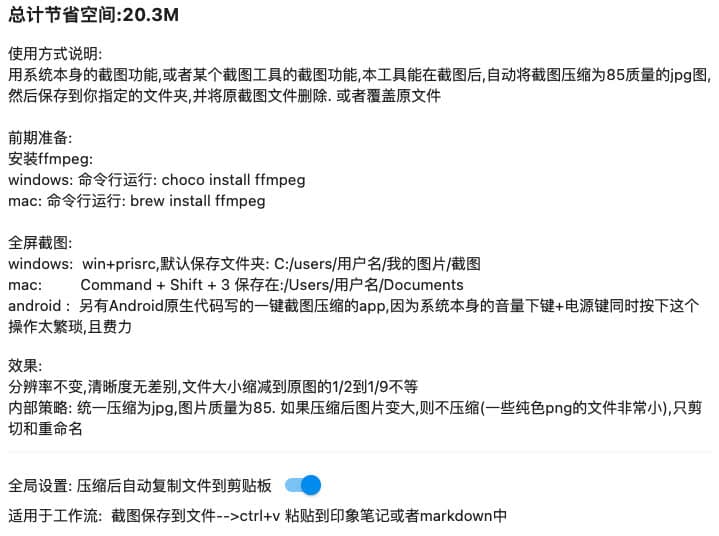 总计节省空间:20.3M
使用方式说明:
用系统本身的截图功能,或者某个截图工具的截图功能,本工具能在截图后,自动将截图压缩为85质量的jpg图,
然后保存到你指定的文件夹,并将原截图文件删除. 或者覆盖原文件
前期准备:
安装ffmpeg:
windows: 命令行运行: choco install ffmpeg
mac: 命令行运行: brew install ffmpeg
全屏截图:
windows:  win+prisrc,默认保存文件夹: C:/users/用户名/我的图片/截图
mac:         Command + Shift + 3 保存在:/Users/用户名/Documents
android :  另有Android原生代码写的一键截图压缩的app,因为系统本身的音量下键+电源键同时按下这个
操作太繁琐,且费力
效果:
分辨率不变,清晰度无差别,文件大小缩减到原图的1/2到1/9不等
内部策略: 统一压缩为jpg,图片质量为85. 如果压缩后图片变大,则不压缩(一些纯色png的文件非常小),只剪
切和重命名
全局设置: 压缩后自动复制文件到剪贴板
适用于工作流:  截图保存到文件-->ctrl+v 粘贴到印象笔记或者markdown中